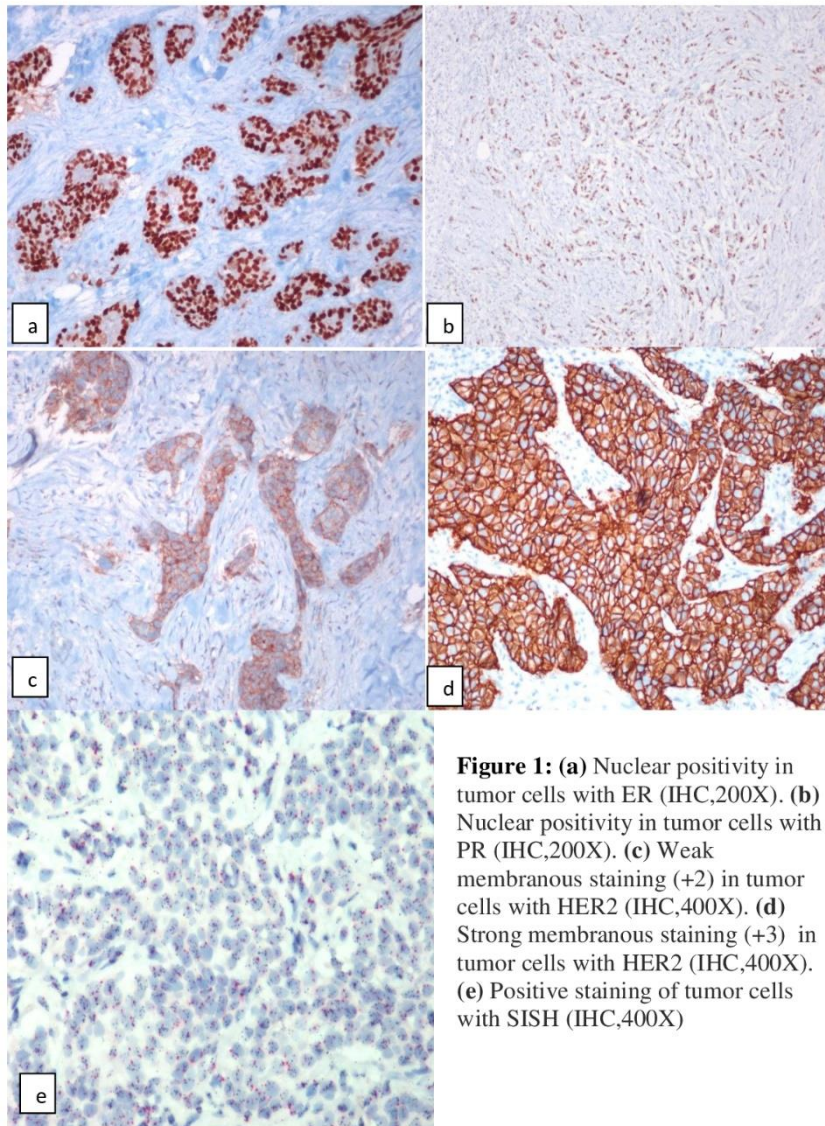 a
b
c
d
e
Figure 1: (a) Nuclear positivity in
tumor cells with ER (IHC,200X). (b)
Nuclear positivity in tumor cells with
PR (IHC,200X). (c) Weak
membranous staining (+2) in tumor
cells with HER2 (IHC,400X). (d)
Strong membranous staining (+3) in
tumor cells with HER2 (IHC,400X).
(e) Positive staining of tumor cells
with SISH (IHC,400X)